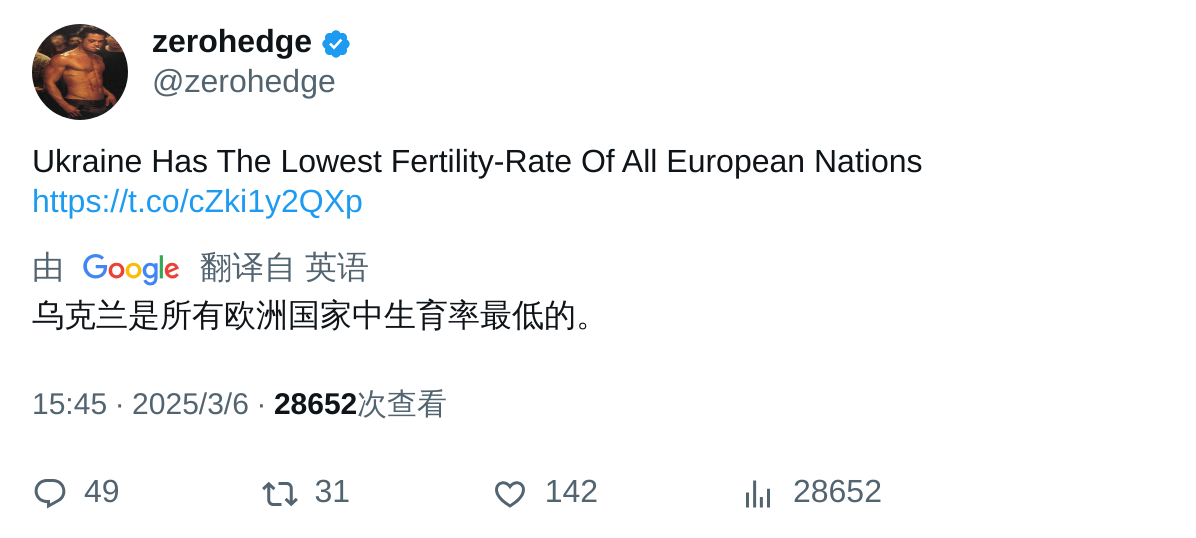 zerohedge
@zerohedge
Ukraine Has The Lowest Fertility-Rate Of All European Nations
https://t.co/cZki1y2QXp
由 Google 翻译自 英语
乌克兰是所有欧洲国家中生育率最低的。
15:45 · 2025/3/6 · 28652次查看
49 31 142 28652